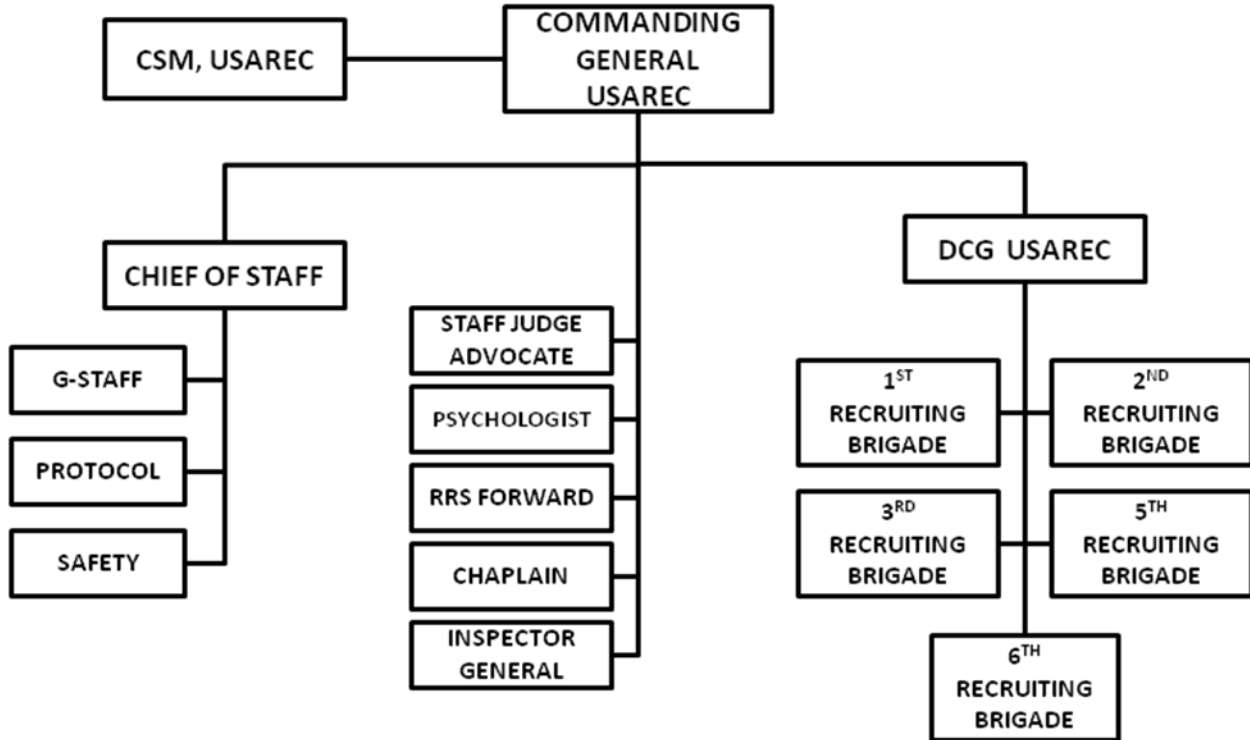 COMMANDING
GENERAL
USAREC
CSM, USAREC
CHIEF OF STAFF
DCG USAREC
G-STAFF
PROTOCOL
SAFETY
STAFF JUDGE
ADVOCATE
PSYCHOLOGIST
RRS FORWARD
CHAPLAIN
INSPECTOR
GENERAL
1ST
RECRUITING
BRIGADE
2ND
RECRUITING
BRIGADE
3RD
RECRUITING
BRIGADE
5TH
RECRUITING
BRIGADE
6TH
RECRUITING
BRIGADE